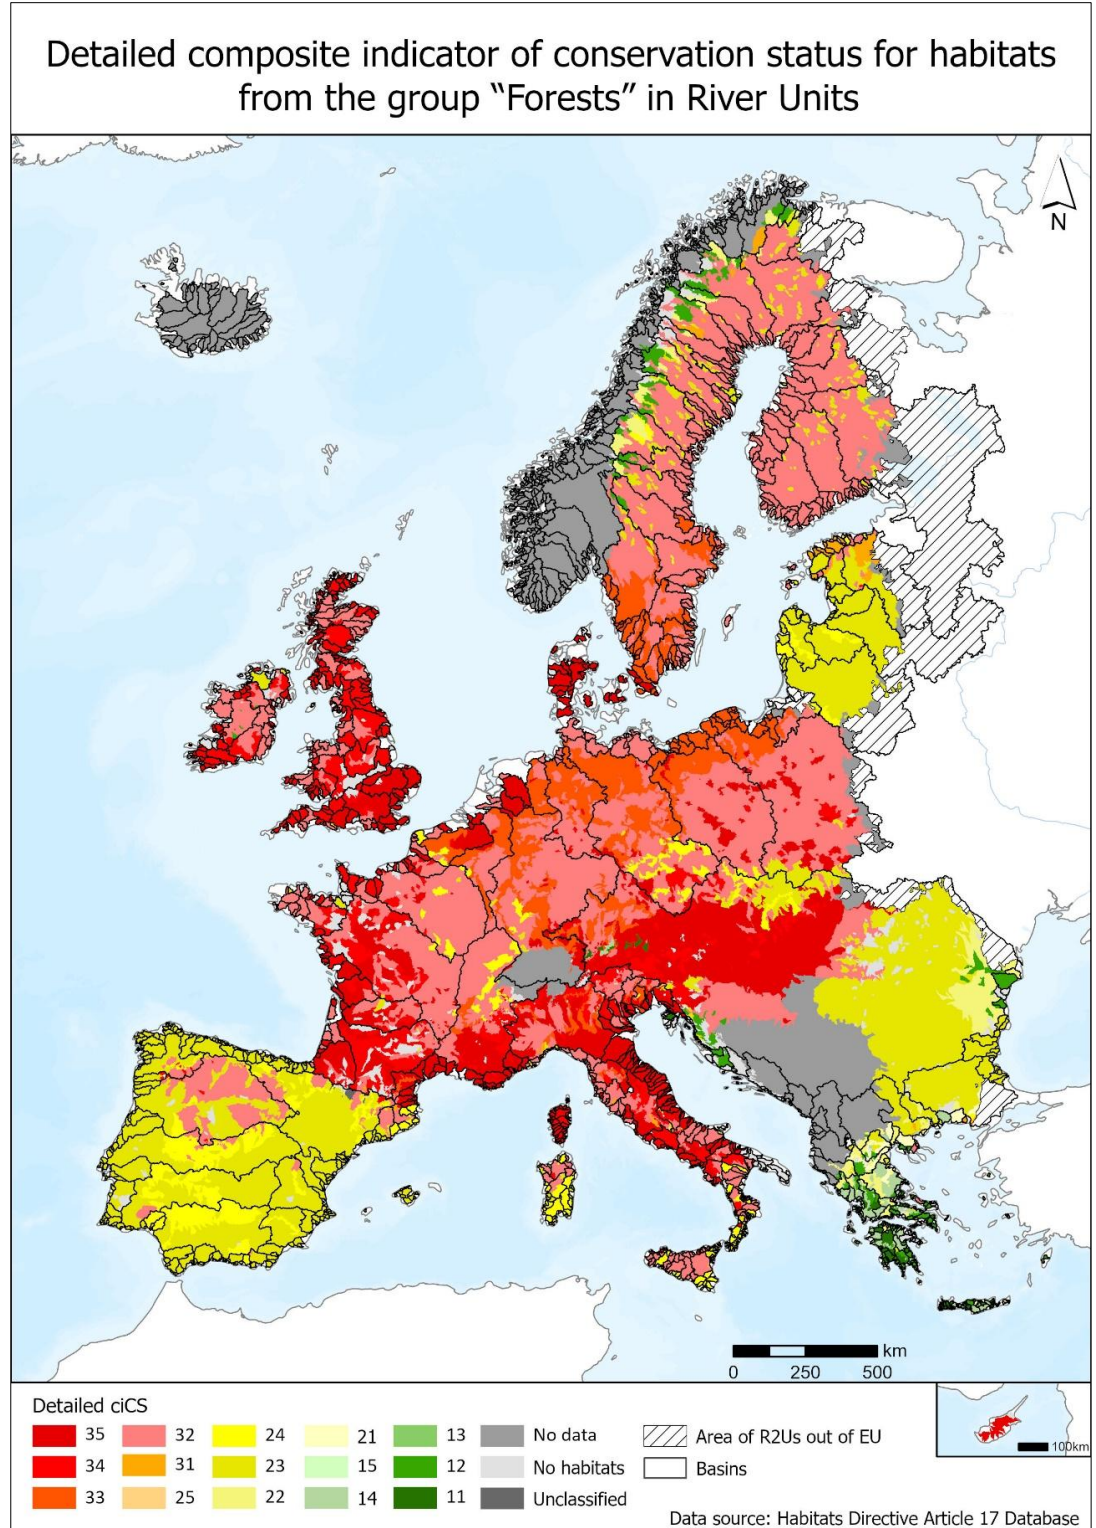 Detailed composite indicator of conservation status for habitats
from the group “Forests” in River Units
N
km
0 250 500
Detailed ciCS
35 32 24 21 13 No data Area of R2Us out of EU
34 31 23 15 12 No habitats Basins
33 25 22 14 11 Unclassified
100km
Data source: Habitats Directive Article 17 Database